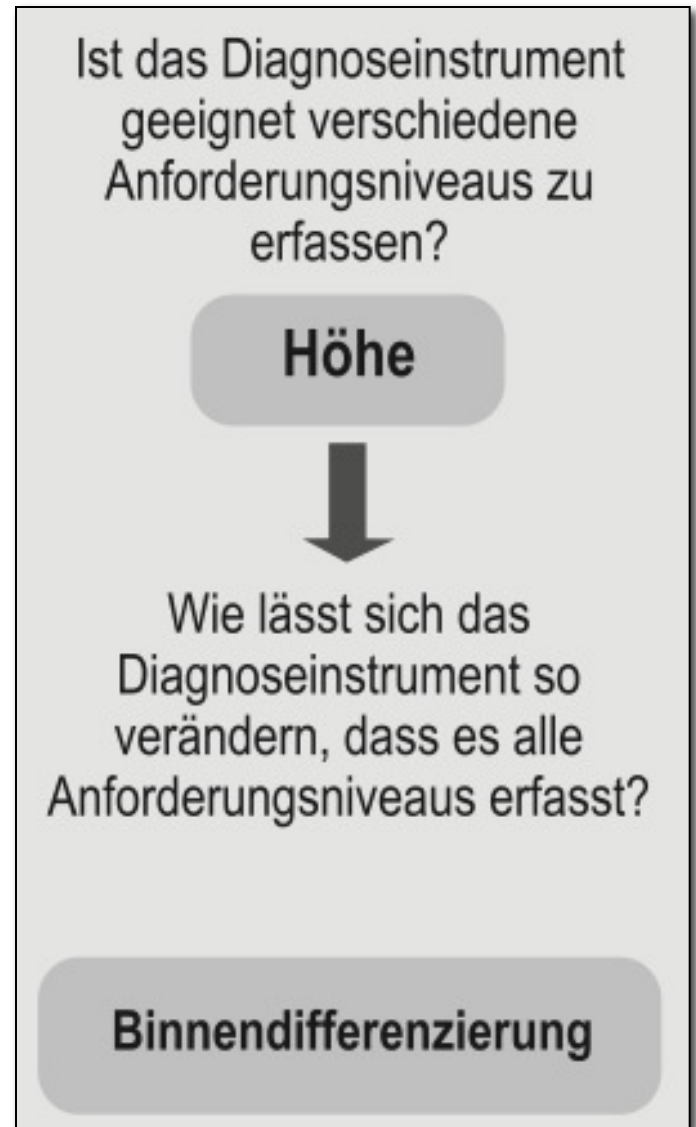 Ist das Diagnoseinstrument
geeignet verschiedene
Anforderungsniveaus zu
erfassen?
Höhe
Wie lässt sich das
Diagnoseinstrument so
verändern, dass es alle
Anforderungsniveaus erfasst?
Binnendifferenzierung